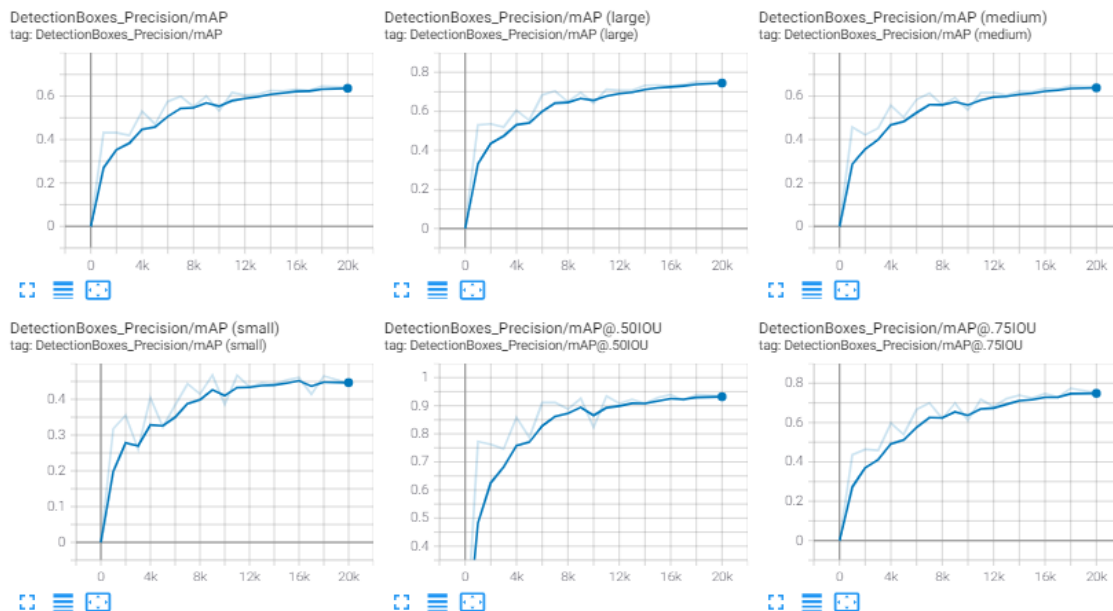 DetectionBoxes_Precision/mAP
tag: DetectionBoxes_Precision/mAP
0.6
0.4
0.2
0
0 4k 8k 12k 16k 20k
DetectionBoxes_Precision/mAP (large)
tag: DetectionBoxes_Precision/mAP (large)
0.8
0.6
0.4
0.2
0
0 4k 8k 12k 16k 20k
DetectionBoxes_Precision/mAP (medium)
tag: DetectionBoxes_Precision/mAP (medium)
0.6
0.4
0.2
0
0 4k 8k 12k 16k 20k
DetectionBoxes_Precision/mAP (small)
tag: DetectionBoxes_Precision/mAP (small)
0.4
0.3
0.2
0.1
0
0 4k 8k 12k 16k 20k
DetectionBoxes_Precision/mAP@.50IOU
tag: DetectionBoxes_Precision/mAP@.50IOU
1
0.9
0.8
0.7
0.6
0.5
0.4
0 4k 8k 12k 16k 20k
DetectionBoxes_Precision/mAP@.75IOU
tag: DetectionBoxes_Precision/mAP@.75IOU
0.8
0.6
0.4
0.2
0
0 4k 8k 12k 16k 20k